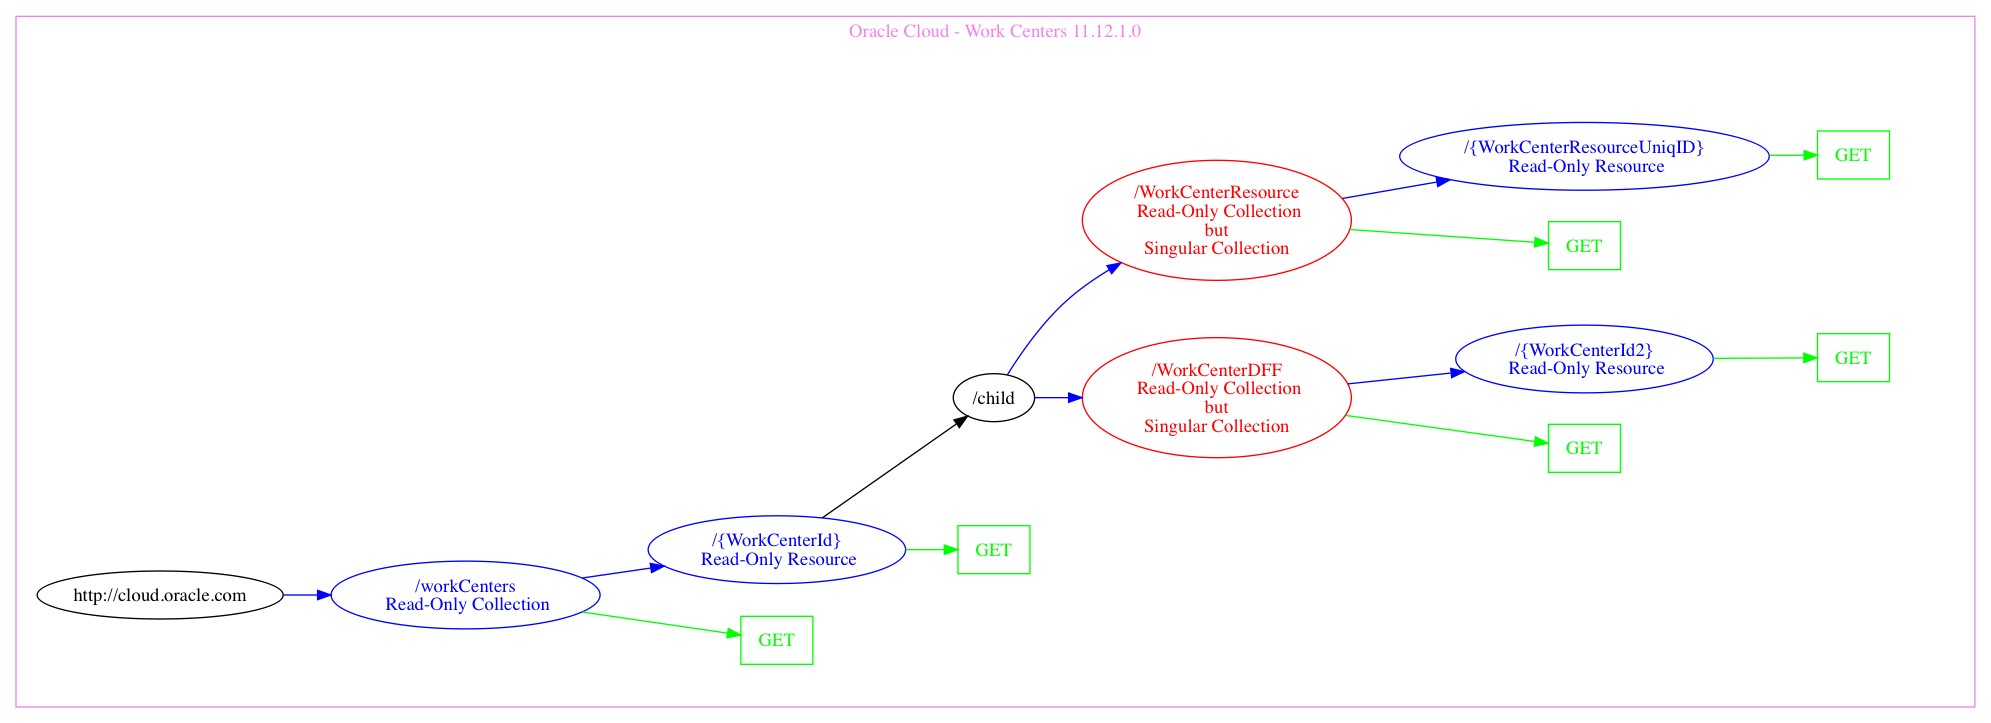 Oracle Cloud - Work Centers 11.12.1.0
/{WorkCenterResourceUniqID}
Read-Only Resource
GET
/WorkCenterResource
Read-Only Collection
but
Singular Collection
GET
/{WorkCenterId2}
Read-Only Resource
GET
/WorkCenterDFF
Read-Only Collection
but
Singular Collection
GET
/child
/{WorkCenterId}
Read-Only Resource
GET
http://cloud.oracle.com
/workCenters
Read-Only Collection
GET